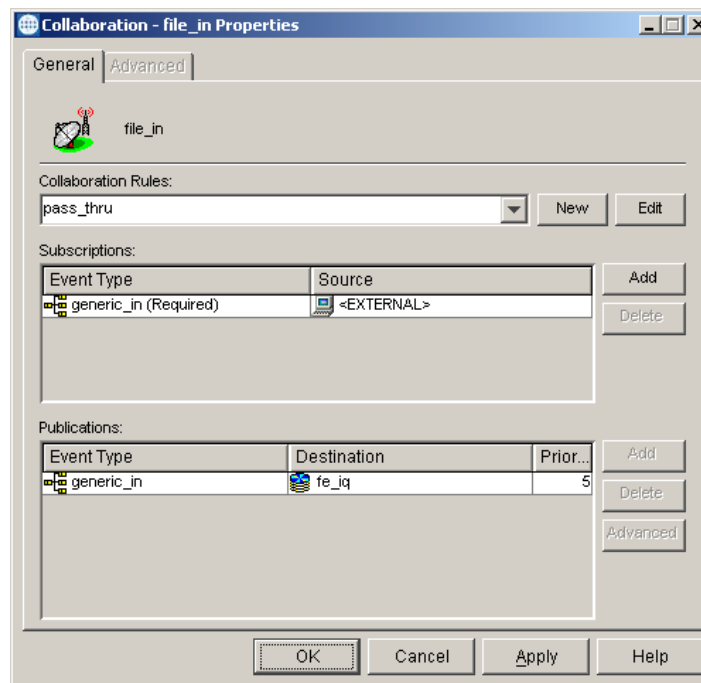 Collaboration - file_in Properties
General Advanced
file_in
Collaboration Rules:
pass_thru New Edit
Subscriptions:
Event Type Source Add
generic_in (Required) <EXTERNAL>
Delete
Publications:
Event Type Destination Prior... Add
generic_in fe_iq 5
Delete
Advanced
OK Cancel Apply Help